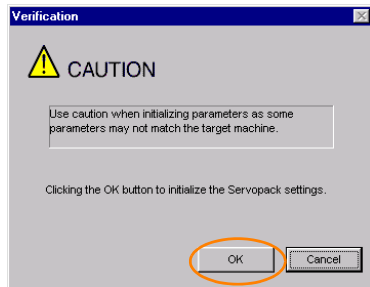 Verification
CAUTION
Use caution when initializing parameters as some
parameters may not match the target machine.
Clicking the OK button to initialize the Servopack settings.
OK
Cancel